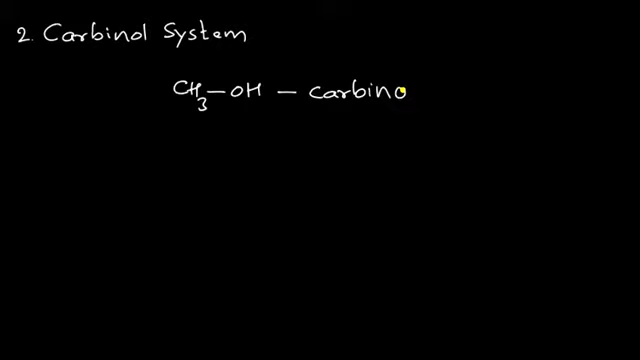 2. Carbinol System
CH3 — OH — carbino